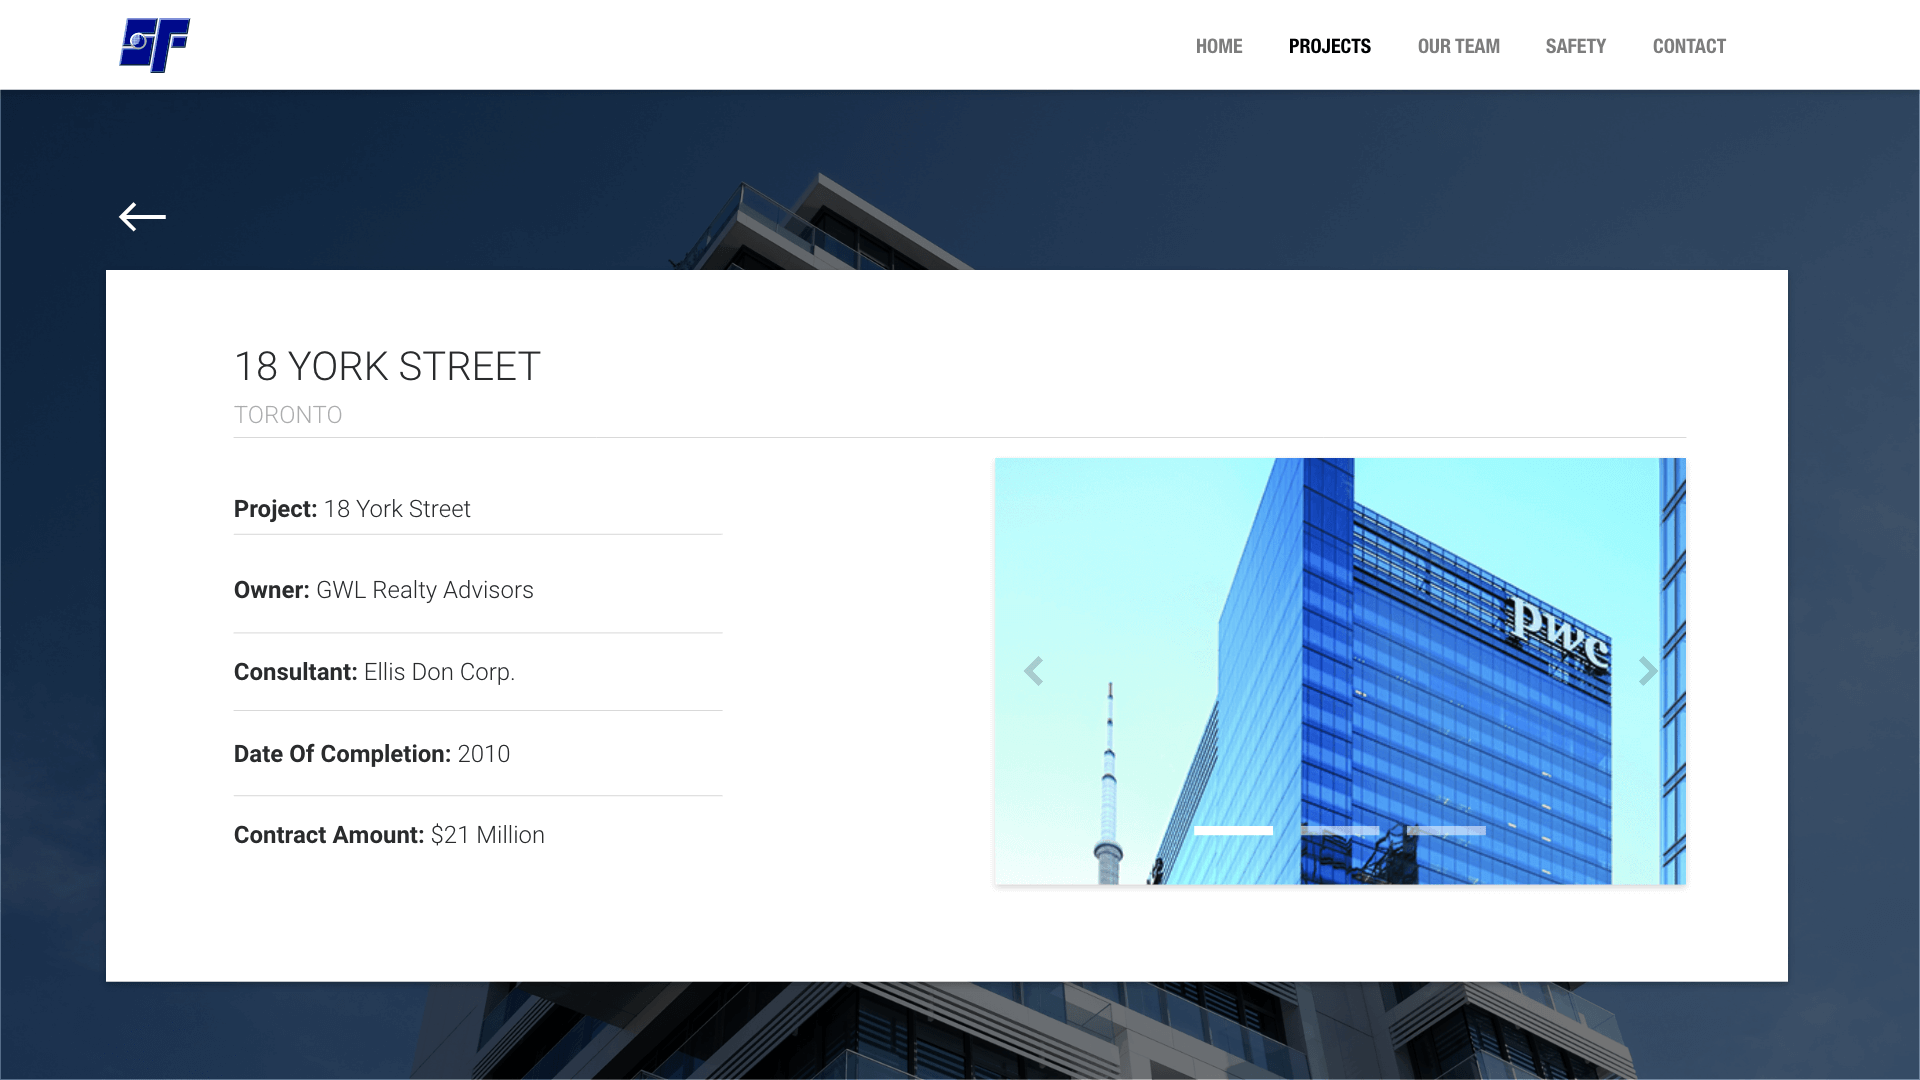 SF
HOME
PROJECTS
OUR TEAM
SAFETY
CONTACT
18 YORK STREET
TORONTO
Project: 18 York Street
Owner: GWL Realty Advisors
Consultant: Ellis Don Corp.
Date Of Completion: 2010
Contract Amount: $21 Million
pwc